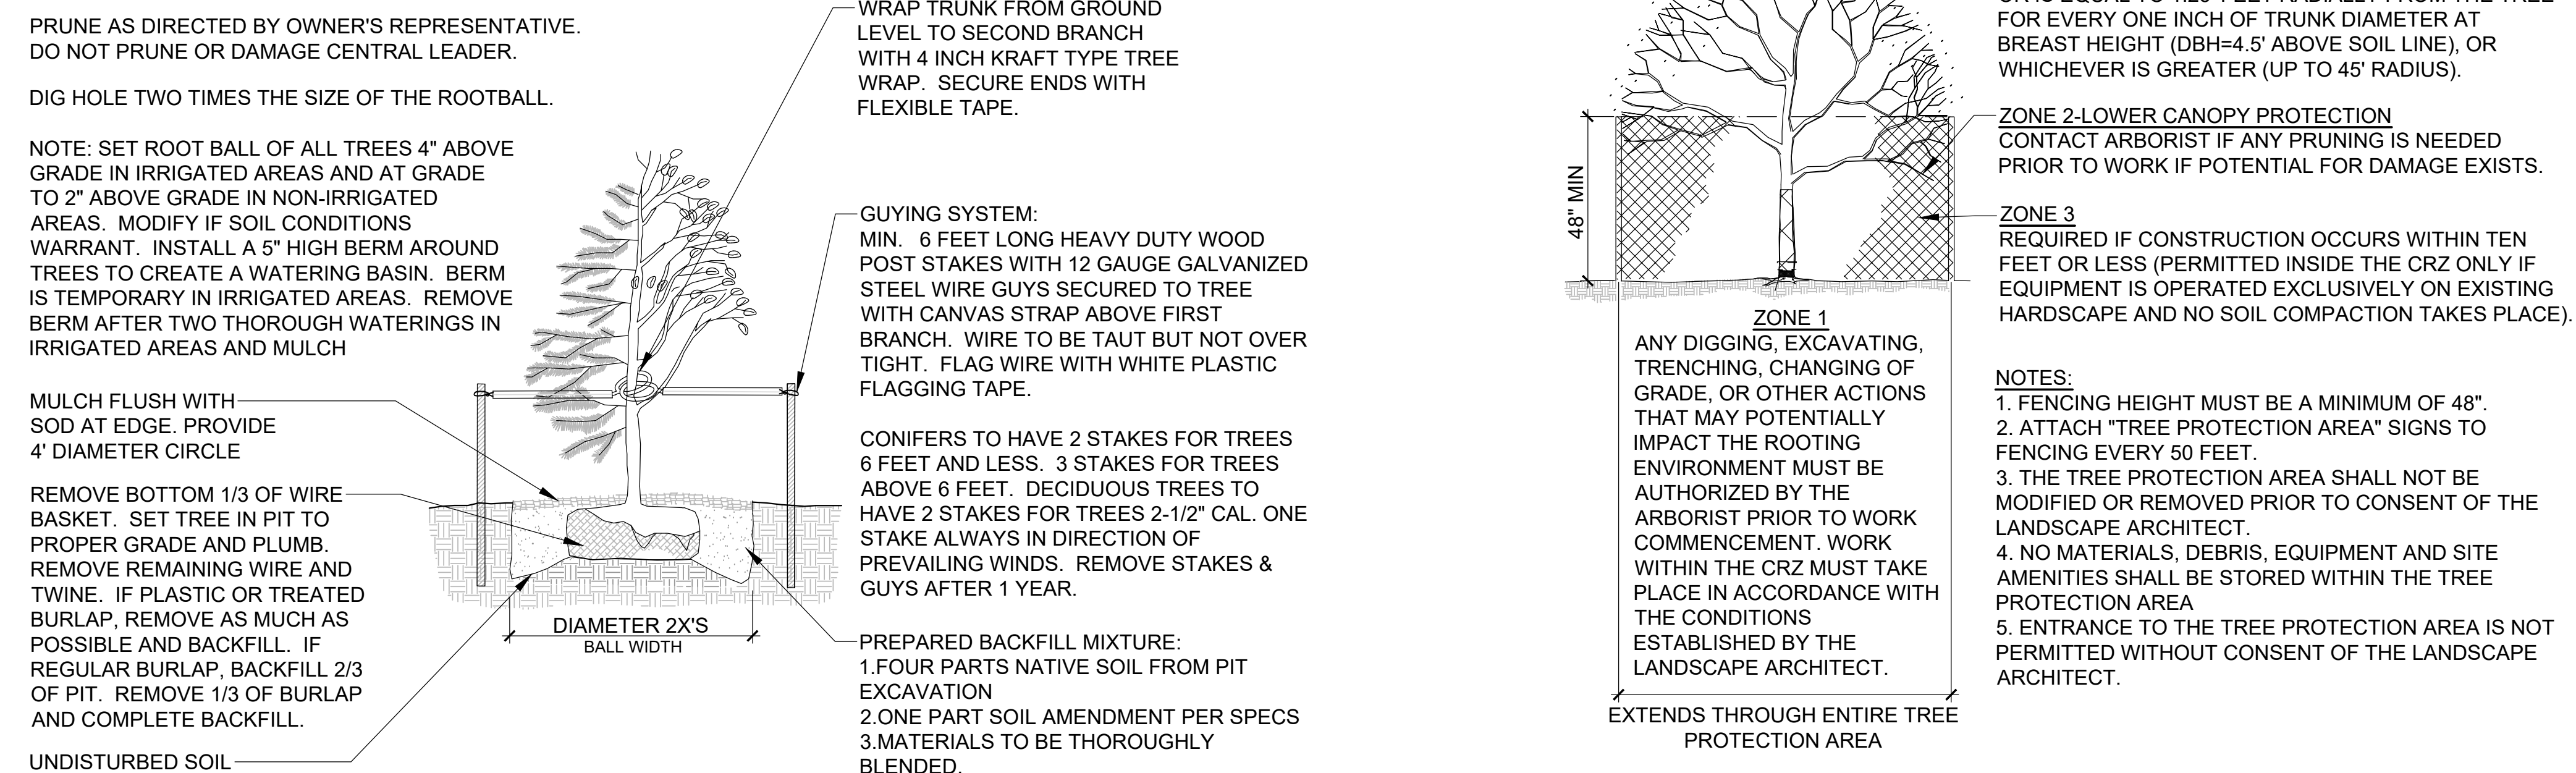 PRUNE AS DIRECTED BY OWNER'S REPRESENTATIVE.
DO NOT PRUNE OR DAMAGE CENTRAL LEADER.
DIG HOLE TWO TIMES THE SIZE OF THE ROOTBALL.
NOTE: SET ROOT BALL OF ALL TREES 4" ABOVE
GRADE IN IRRIGATED AREAS AND AT GRADE
TO 2" ABOVE GRADE IN NON-IRRIGATED
AREAS. MODIFY IF SOIL CONDITIONS
WARRANT. INSTALL A 5" HIGH BERM AROUND
TREES TO CREATE A WATERING BASIN. BERM
IS TEMPORARY IN IRRIGATED AREAS. REMOVE
BERM AFTER TWO THOROUGH WATERINGS IN
IRRIGATED AREAS AND MULCH
MULCH FLUSH WITH
SOD AT EDGE. PROVIDE
4' DIAMETER CIRCLE
REMOVE BOTTOM 1/3 OF WIRE
BASKET. SET TREE IN PIT TO
PROPER GRADE AND PLUMB.
REMOVE REMAINING WIRE AND
TWINE. IF PLASTIC OR TREATED
BURLAP, REMOVE AS MUCH AS
POSSIBLE AND BACKFILL. IF
REGULAR BURLAP, BACKFILL 2/3
OF PIT. REMOVE 1/3 OF BURLAP
AND COMPLETE BACKFILL.
UNDISTURBED SOIL
DIAMETER 2X'S
BALL WIDTH
WRAP TRUNK FROM GROUND
LEVEL TO SECOND BRANCH
WITH 4 INCH KRAFT TYPE TREE
WRAP. SECURE ENDS WITH
FLEXIBLE TAPE.
GUYING SYSTEM:
MIN. 6 FEET LONG HEAVY DUTY WOOD
POST STAKES WITH 12 GAUGE GALVANIZED
STEEL WIRE GUYS SECURED TO TREE
WITH CANVAS STRAP ABOVE FIRST
BRANCH. WIRE TO BE TAUT BUT NOT OVER
TIGHT. FLAG WIRE WITH WHITE PLASTIC
FLAGGING TAPE.
CONIFERS TO HAVE 2 STAKES FOR TREES
6 FEET AND LESS. 3 STAKES FOR TREES
ABOVE 6 FEET. DECIDUOUS TREES TO
HAVE 2 STAKES FOR TREES 2-1/2" CAL. ONE
STAKE ALWAYS IN DIRECTION OF
PREVAILING WINDS. REMOVE STAKES &
GUYS AFTER 1 YEAR.
PREPARED BACKFILL MIXTURE:
1.FOUR PARTS NATIVE SOIL FROM PIT
EXCAVATION
2.ONE PART SOIL AMENDMENT PER SPECS
3.MATERIALS TO BE THOROUGHLY
BLENDED.
48" MIN
ZONE 1
ANY DIGGING, EXCAVATING,
TRENCHING, CHANGING OF
GRADE, OR OTHER ACTIONS
THAT MAY POTENTIALLY
IMPACT THE ROOTING
ENVIRONMENT MUST BE
AUTHORIZED BY THE
ARBORIST PRIOR TO WORK
COMMENCEMENT. WORK
WITHIN THE CRZ MUST TAKE
PLACE IN ACCORDANCE WITH
THE CONDITIONS
ESTABLISHED BY THE
LANDSCAPE ARCHITECT.
EXTENDS THROUGH ENTIRE TREE
PROTECTION AREA
FOR EVERY ONE INCH OF TRUNK DIAMETER AT
BREAST HEIGHT (DBH=4.5' ABOVE SOIL LINE), OR
WHICHEVER IS GREATER (UP TO 45' RADIUS).
ZONE 2-LOWER CANOPY PROTECTION
CONTACT ARBORIST IF ANY PRUNING IS NEEDED
PRIOR TO WORK IF POTENTIAL FOR DAMAGE EXISTS.
ZONE 3
REQUIRED IF CONSTRUCTION OCCURS WITHIN TEN
FEET OR LESS (PERMITTED INSIDE THE CRZ ONLY IF
EQUIPMENT IS OPERATED EXCLUSIVELY ON EXISTING
HARDSCAPE AND NO SOIL COMPACTION TAKES PLACE).
NOTES:
1. FENCING HEIGHT MUST BE A MINIMUM OF 48".
2. ATTACH "TREE PROTECTION AREA" SIGNS TO
FENCING EVERY 50 FEET.
3. THE TREE PROTECTION AREA SHALL NOT BE
MODIFIED OR REMOVED PRIOR TO CONSENT OF THE
LANDSCAPE ARCHITECT.
4. NO MATERIALS, DEBRIS, EQUIPMENT AND SITE
AMENITIES SHALL BE STORED WITHIN THE TREE
PROTECTION AREA
5. ENTRANCE TO THE TREE PROTECTION AREA IS NOT
PERMITTED WITHOUT CONSENT OF THE LANDSCAPE
ARCHITECT.